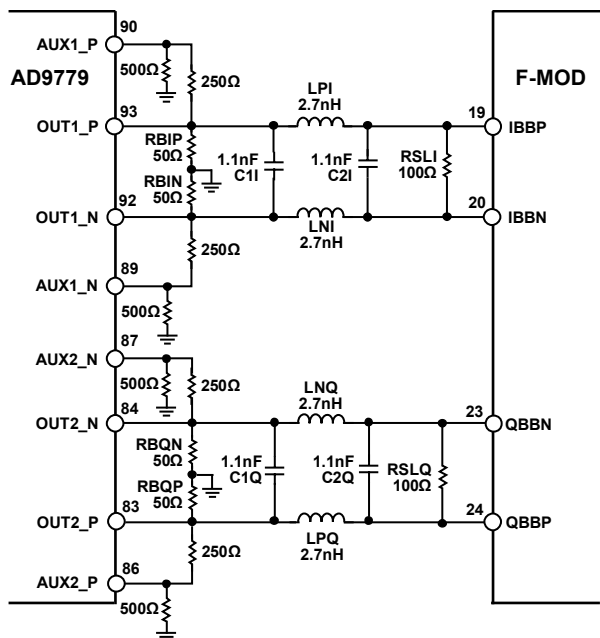 90
AUX1_P
AD9779
F-MOD
500Ω
250Ω
LPI
2.7nH
93
19
OUT1_P
IBBP
RBIP
50Ω
1.1nF
C1I
1.1nF
C2I
RSLI
100Ω
RBIN
50Ω
92
20
OUT1_N
IBBN
LNI
2.7nH
250Ω
89
AUX1_N
500Ω
87
AUX2_N
500Ω
250Ω
LNQ
2.7nH
84
23
OUT2_N
QBBN
RBQN
50Ω
1.1nF
C1Q
1.1nF
C2Q
RSLQ
100Ω
RBQP
50Ω
83
24
OUT2_P
QBBP
LPQ
2.7nH
250Ω
86
AUX2_P
500Ω